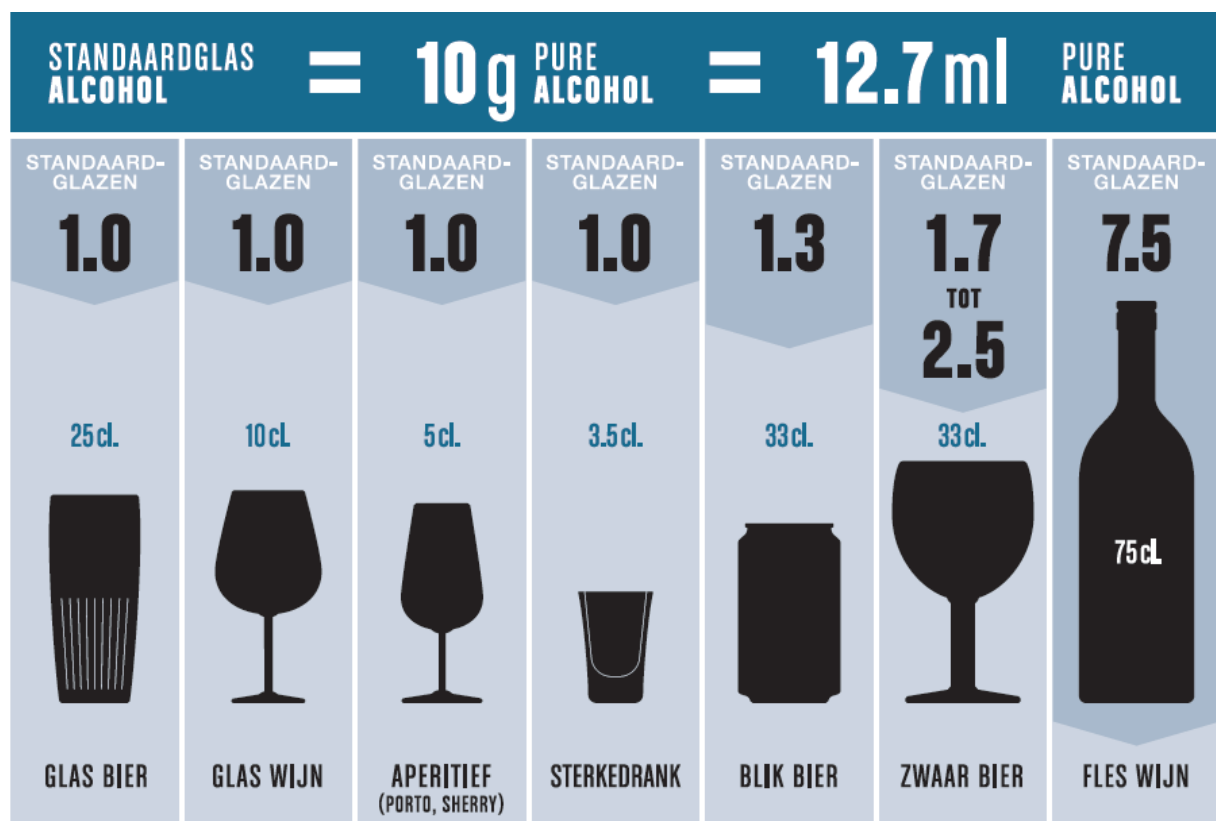 STANDAARDGLAS
ALCOHOL
= 10g PURE
ALCOHOL
= 12.7ml PURE
ALCOHOL
STANDAARD-
GLAZEN
1.0
25cl.
GLAS BIER
STANDAARD-
GLAZEN
1.0
10cl.
GLAS WIJN
STANDAARD-
GLAZEN
1.0
5cl.
APERITIEF
(PORTO, SHERRY)
STANDAARD-
GLAZEN
1.0
3.5cl.
STERKEDRANK
STANDAARD-
GLAZEN
1.3
33cl.
BLIK BIER
STANDAARD-
GLAZEN
1.7
TOT
2.5
33cl.
ZWAAR BIER
STANDAARD-
GLAZEN
7.5
75cl.
FLES WIJN